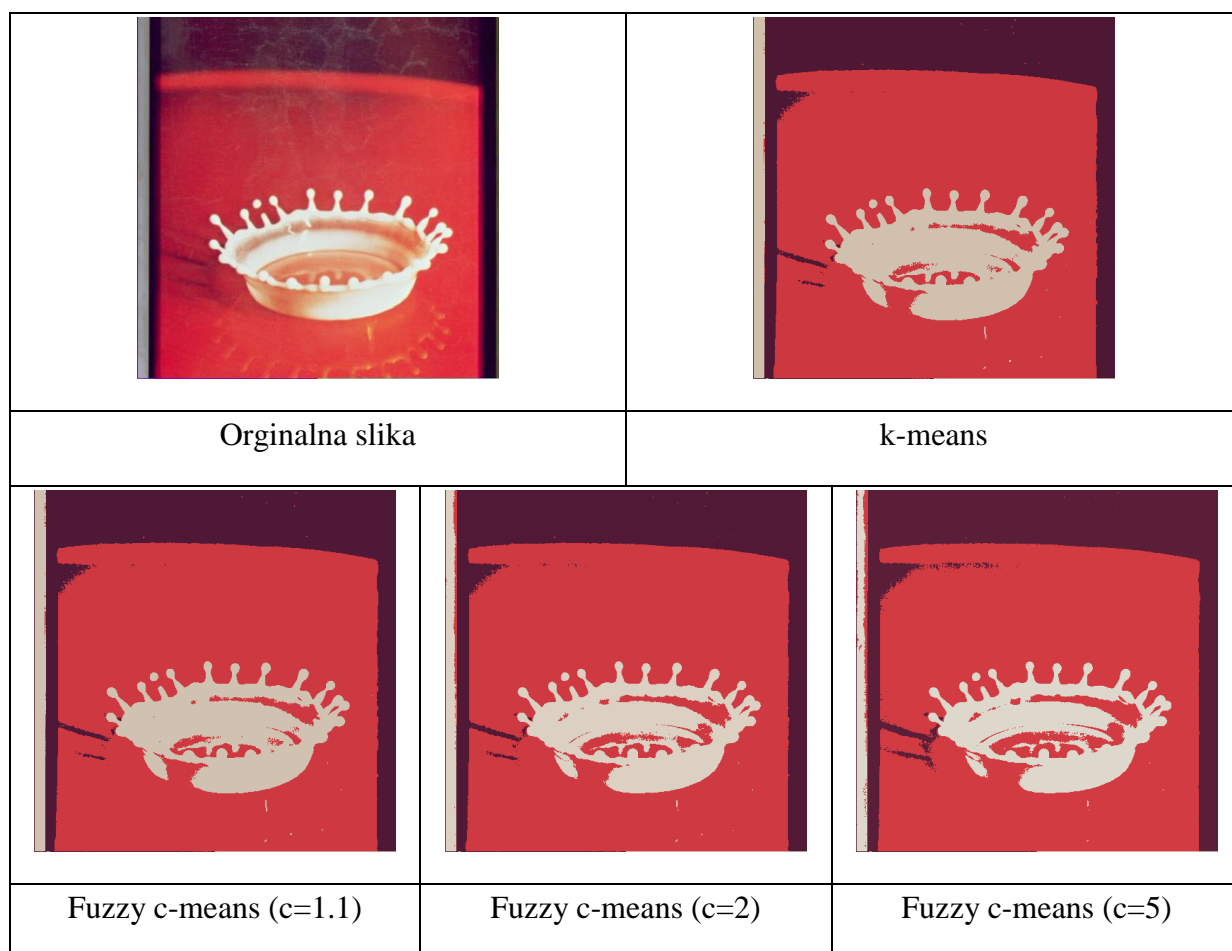 Orginalna slika
k-means
Fuzzy c-means (c=1.1)
Fuzzy c-means (c=2)
Fuzzy c-means (c=5)